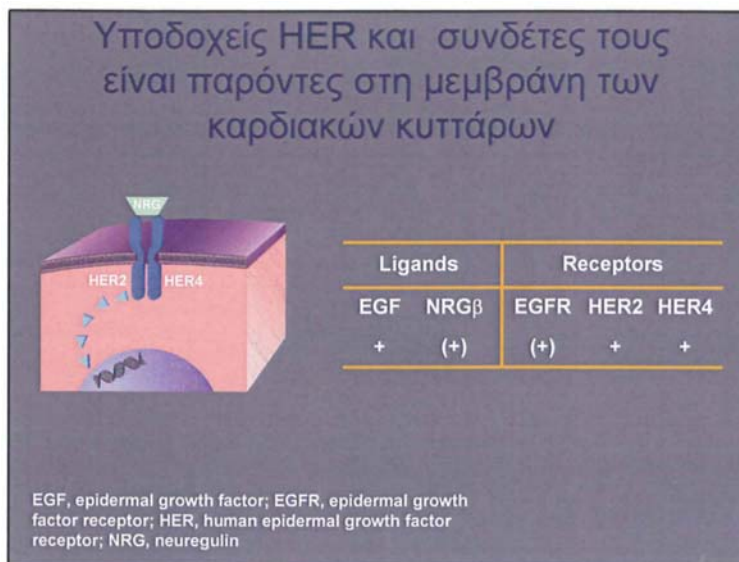 Υποδοχείς HER και συνδέτες τους
είναι παρόντες στη μεμβράνη των
καρδιακών κυττάρων
NRG
HER2 HER4
Ligands Receptors
EGF NRGβ EGFR HER2 HER4
+ (+) (+) + +
EGF, epidermal growth factor; EGFR, epidermal growth
factor receptor; HER, human epidermal growth factor
receptor; NRG, neuregulin